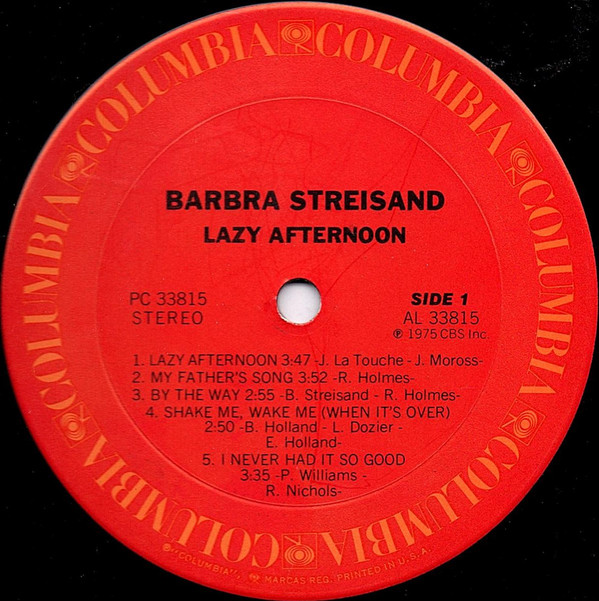 COLUMBIA COLUMBIA COLUMBIA COLUMBIA COLUMBIA COLUMBIA
BARBRA STREISAND
LAZY AFTERNOON
PC 33815
STEREO
SIDE 1
AL 33815
℗ 1975 CBS Inc.
1. LAZY AFTERNOON 3:47 -J. La Touche - J. Moross-
2. MY FATHER'S SONG 3:52 -R. Holmes-
3. BY THE WAY 2:55 -B. Streisand - R. Holmes-
4. SHAKE ME, WAKE ME (WHEN IT'S OVER)
2:50 -B. Holland - L. Dozier -
E. Holland-
5. I NEVER HAD IT SO GOOD
3:35 -P. Williams -
R. Nichols-
"COLUMBIA", MARCAS REG. PRINTED IN U.S.A